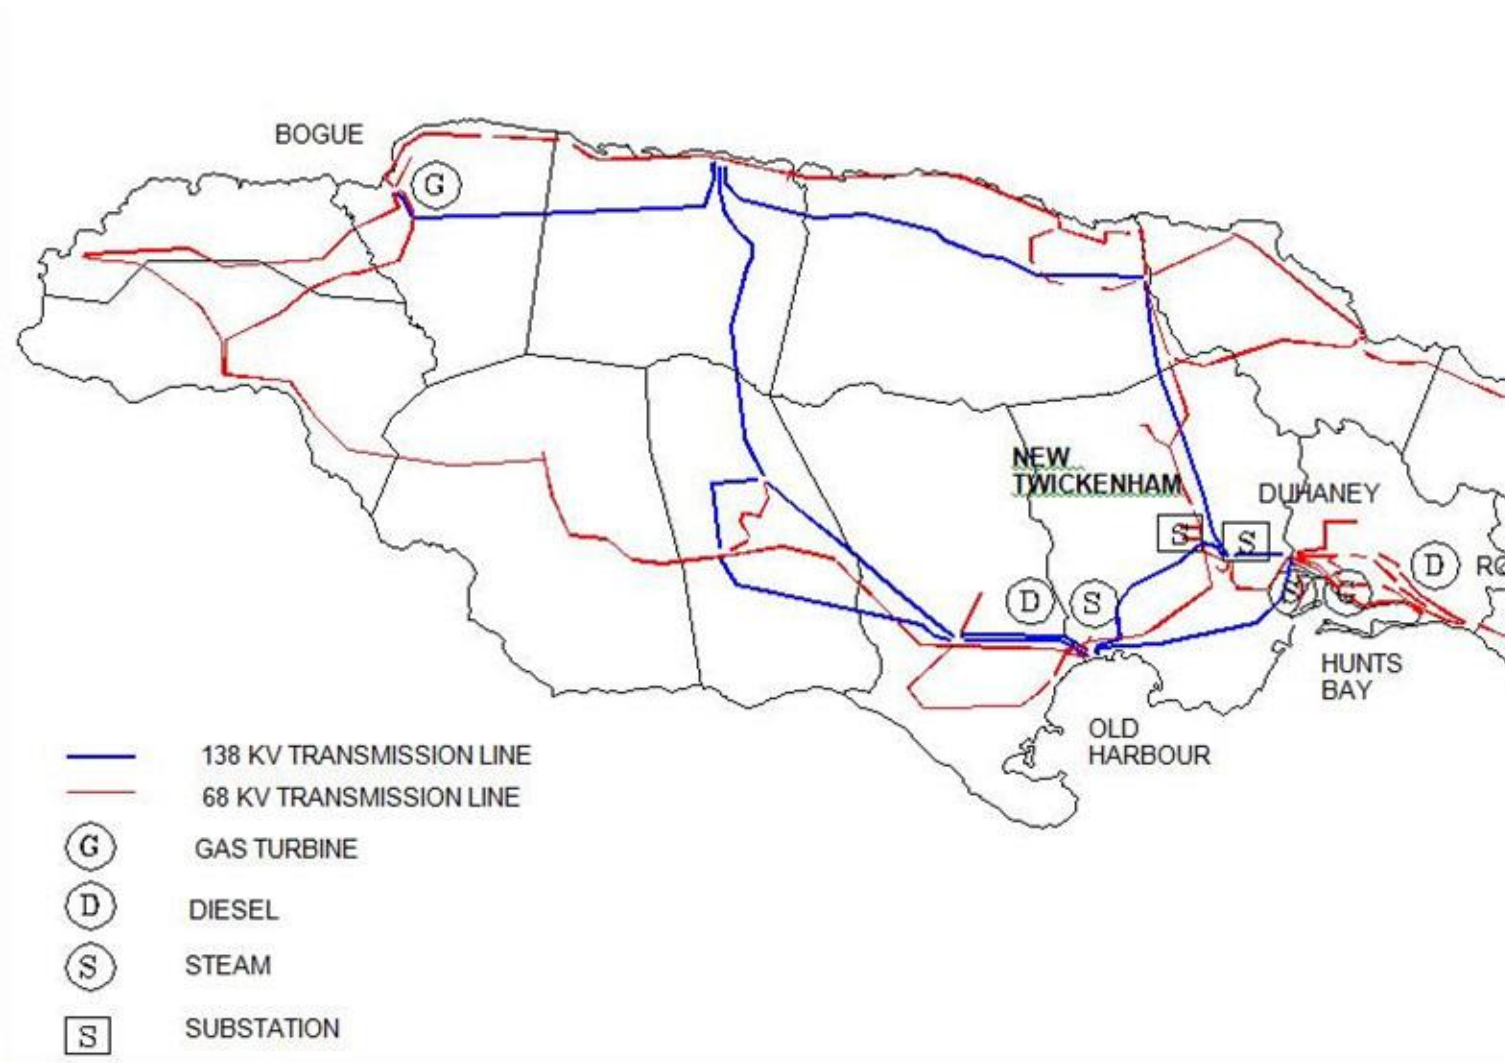 BOGUE
G
NEW
TWICKENHAM
DUHANEY
S
S
D
D
S
S
G
HUNTS
BAY
OLD
HARBOUR
138 KV TRANSMISSION LINE
68 KV TRANSMISSION LINE
G GAS TURBINE
D DIESEL
S STEAM
S SUBSTATION